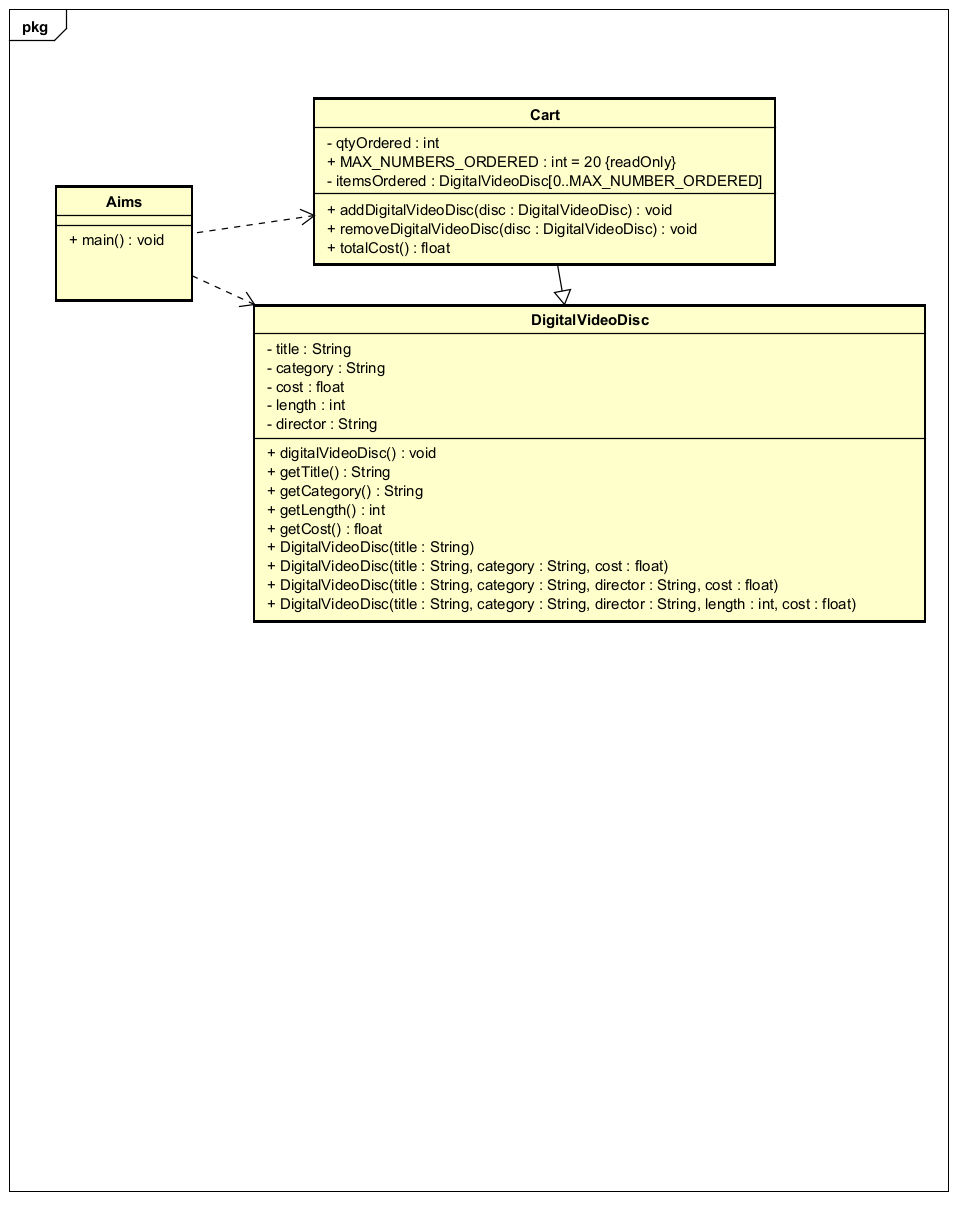 pkg
Cart
- qtyOrdered : int
+ MAX_NUMBERS_ORDERED : int = 20 {readOnly}
- itemsOrdered : DigitalVideoDisc[0..MAX_NUMBER_ORDERED]
+ addDigitalVideoDisc(disc : DigitalVideoDisc) : void
+ removeDigitalVideoDisc(disc : DigitalVideoDisc) : void
+ totalCost() : float
Aims
+ main() : void
DigitalVideoDisc
- title : String
- category : String
- cost : float
- length : int
- director : String
+ digitalVideoDisc() : void
+ getTitle() : String
+ getCategory() : String
+ getLength() : int
+ getCost() : float
+ DigitalVideoDisc(title : String)
+ DigitalVideoDisc(title : String, category : String, cost : float)
+ DigitalVideoDisc(title : String, category : String, director : String, cost : float)
+ DigitalVideoDisc(title : String, category : String, director : String, length : int, cost : float)